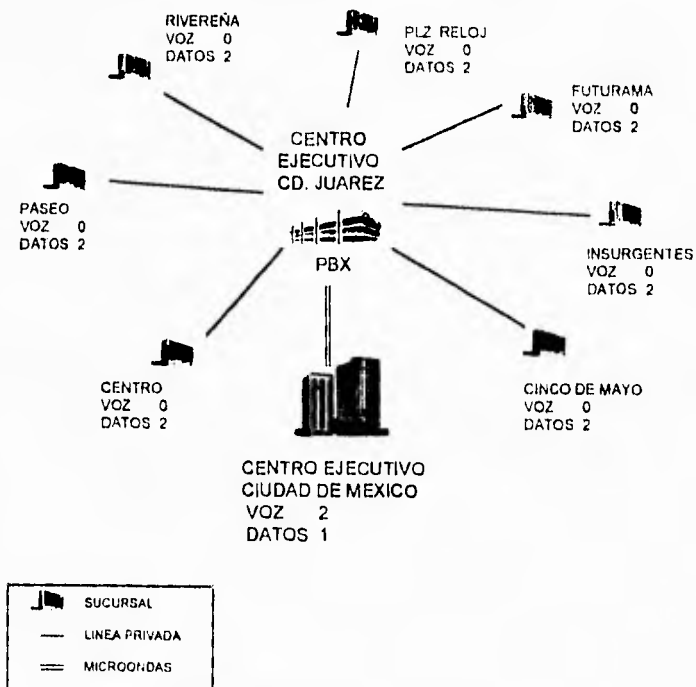 RIVEREÑA
VOZ 0
DATOS 2
PLZ RELOJ
VOZ 0
DATOS 2
FUTURAMA
VOZ 0
DATOS 2
CENTRO
EJECUTIVO
CD. JUAREZ
PBX
PASEO
VOZ 0
DATOS 2
INSURGENTES
VOZ 0
DATOS 2
CENTRO
VOZ 0
DATOS 2
CINCO DE MAYO
VOZ 0
DATOS 2
CENTRO EJECUTIVO
CIUDAD DE MEXICO
VOZ 2
DATOS 1
SUCURSAL
LINEA PRIVADA
MICROONDAS